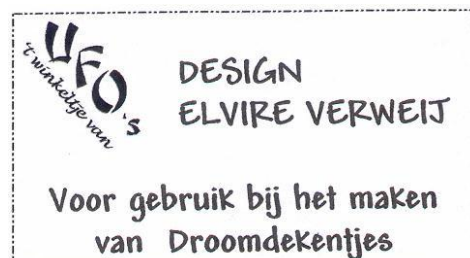 't winkeltje van
UFO's
DESIGN
ELVIRE VERWEIJ
Voor gebruik bij het maken
van Droomdekentjes